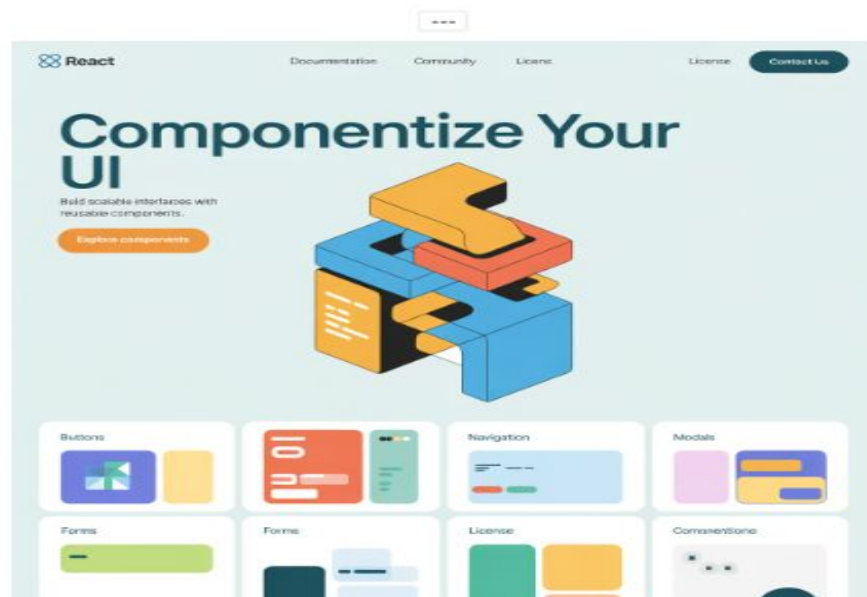 React
Documentation Community Licens
License Contact Us
Componentize Your
UI
Build scalable interfaces with
reusable components.
Explore components
Buttons
Navigation
Modals
Forms
Forms
License